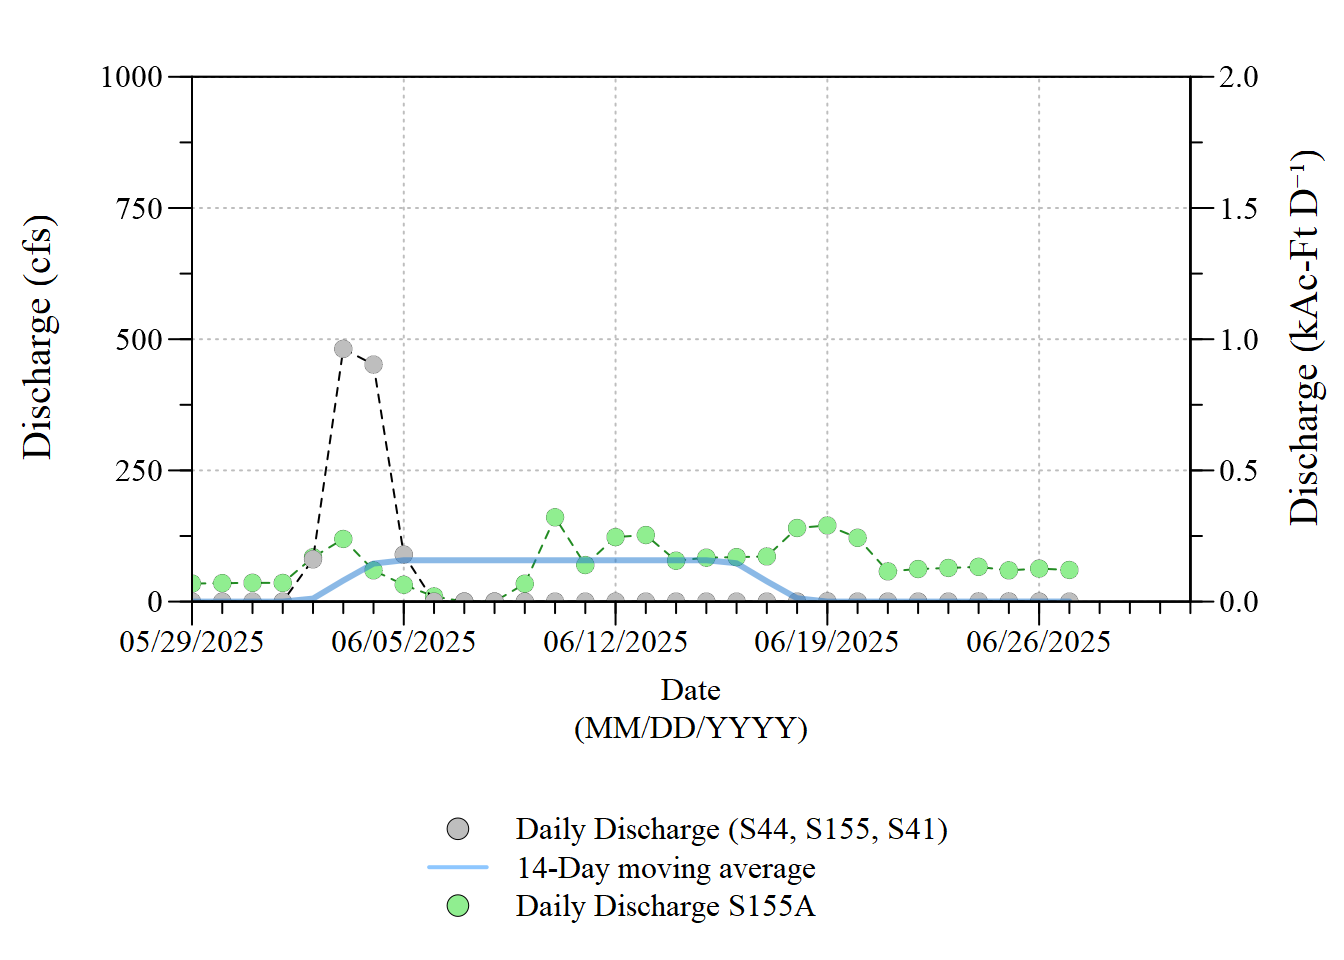 1000
750
500
250
0
Discharge (cfs)
2.0
1.5
1.0
0.5
0.0
Discharge (kAc-Ft D⁻¹)
05/29/2025 06/05/2025 06/12/2025 06/19/2025 06/26/2025
Date
(MM/DD/YYYY)
Daily Discharge (S44, S155, S41)
14-Day moving average
Daily Discharge S155A